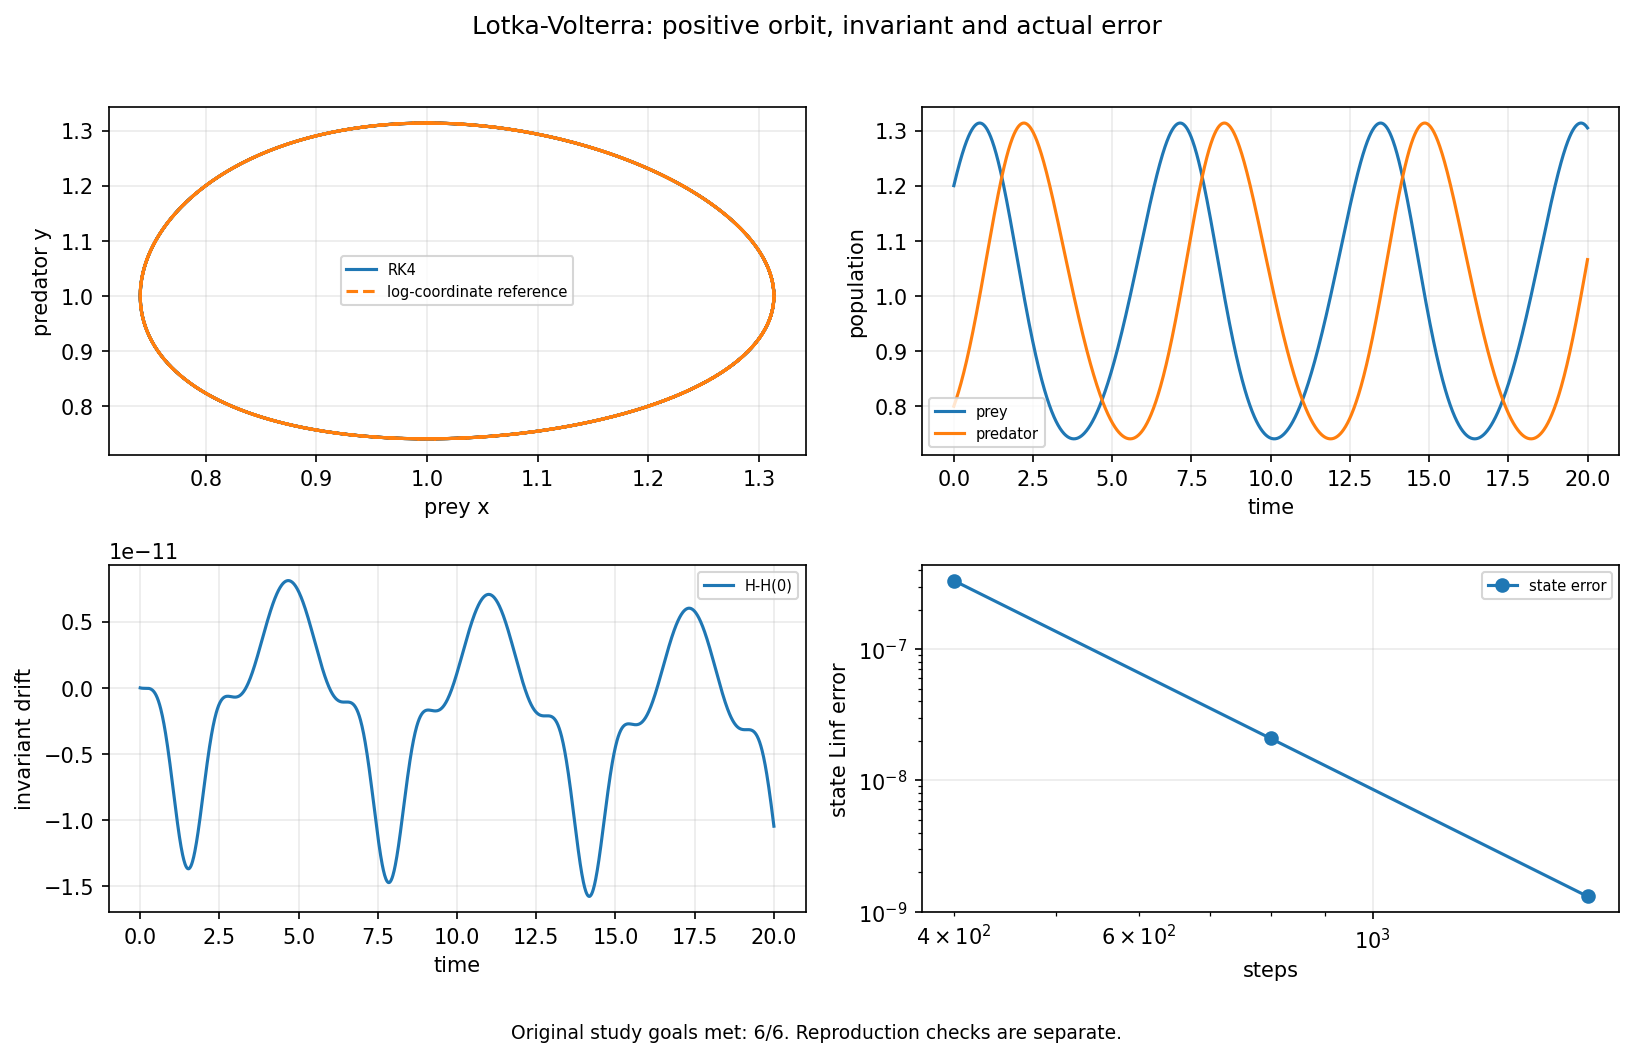 Lotka-Volterra: positive orbit, invariant and actual error
1.3
1.2
1.1
1.0
0.9
0.8
predator y
RK4
log-coordinate reference
0.8 0.9 1.0 1.1 1.2 1.3
prey x
1.3
1.2
1.1
1.0
0.9
0.8
population
prey
predator
0.0 2.5 5.0 7.5 10.0 12.5 15.0 17.5 20.0
time
1e−11
0.5
0.0
−0.5
−1.0
−1.5
invariant drift
H-H(0)
0.0 2.5 5.0 7.5 10.0 12.5 15.0 17.5 20.0
time
10⁻⁷
10⁻⁸
10⁻⁹
state Linf error
state error
4 × 10² 6 × 10² 10³
steps
Original study goals met: 6/6. Reproduction checks are separate.